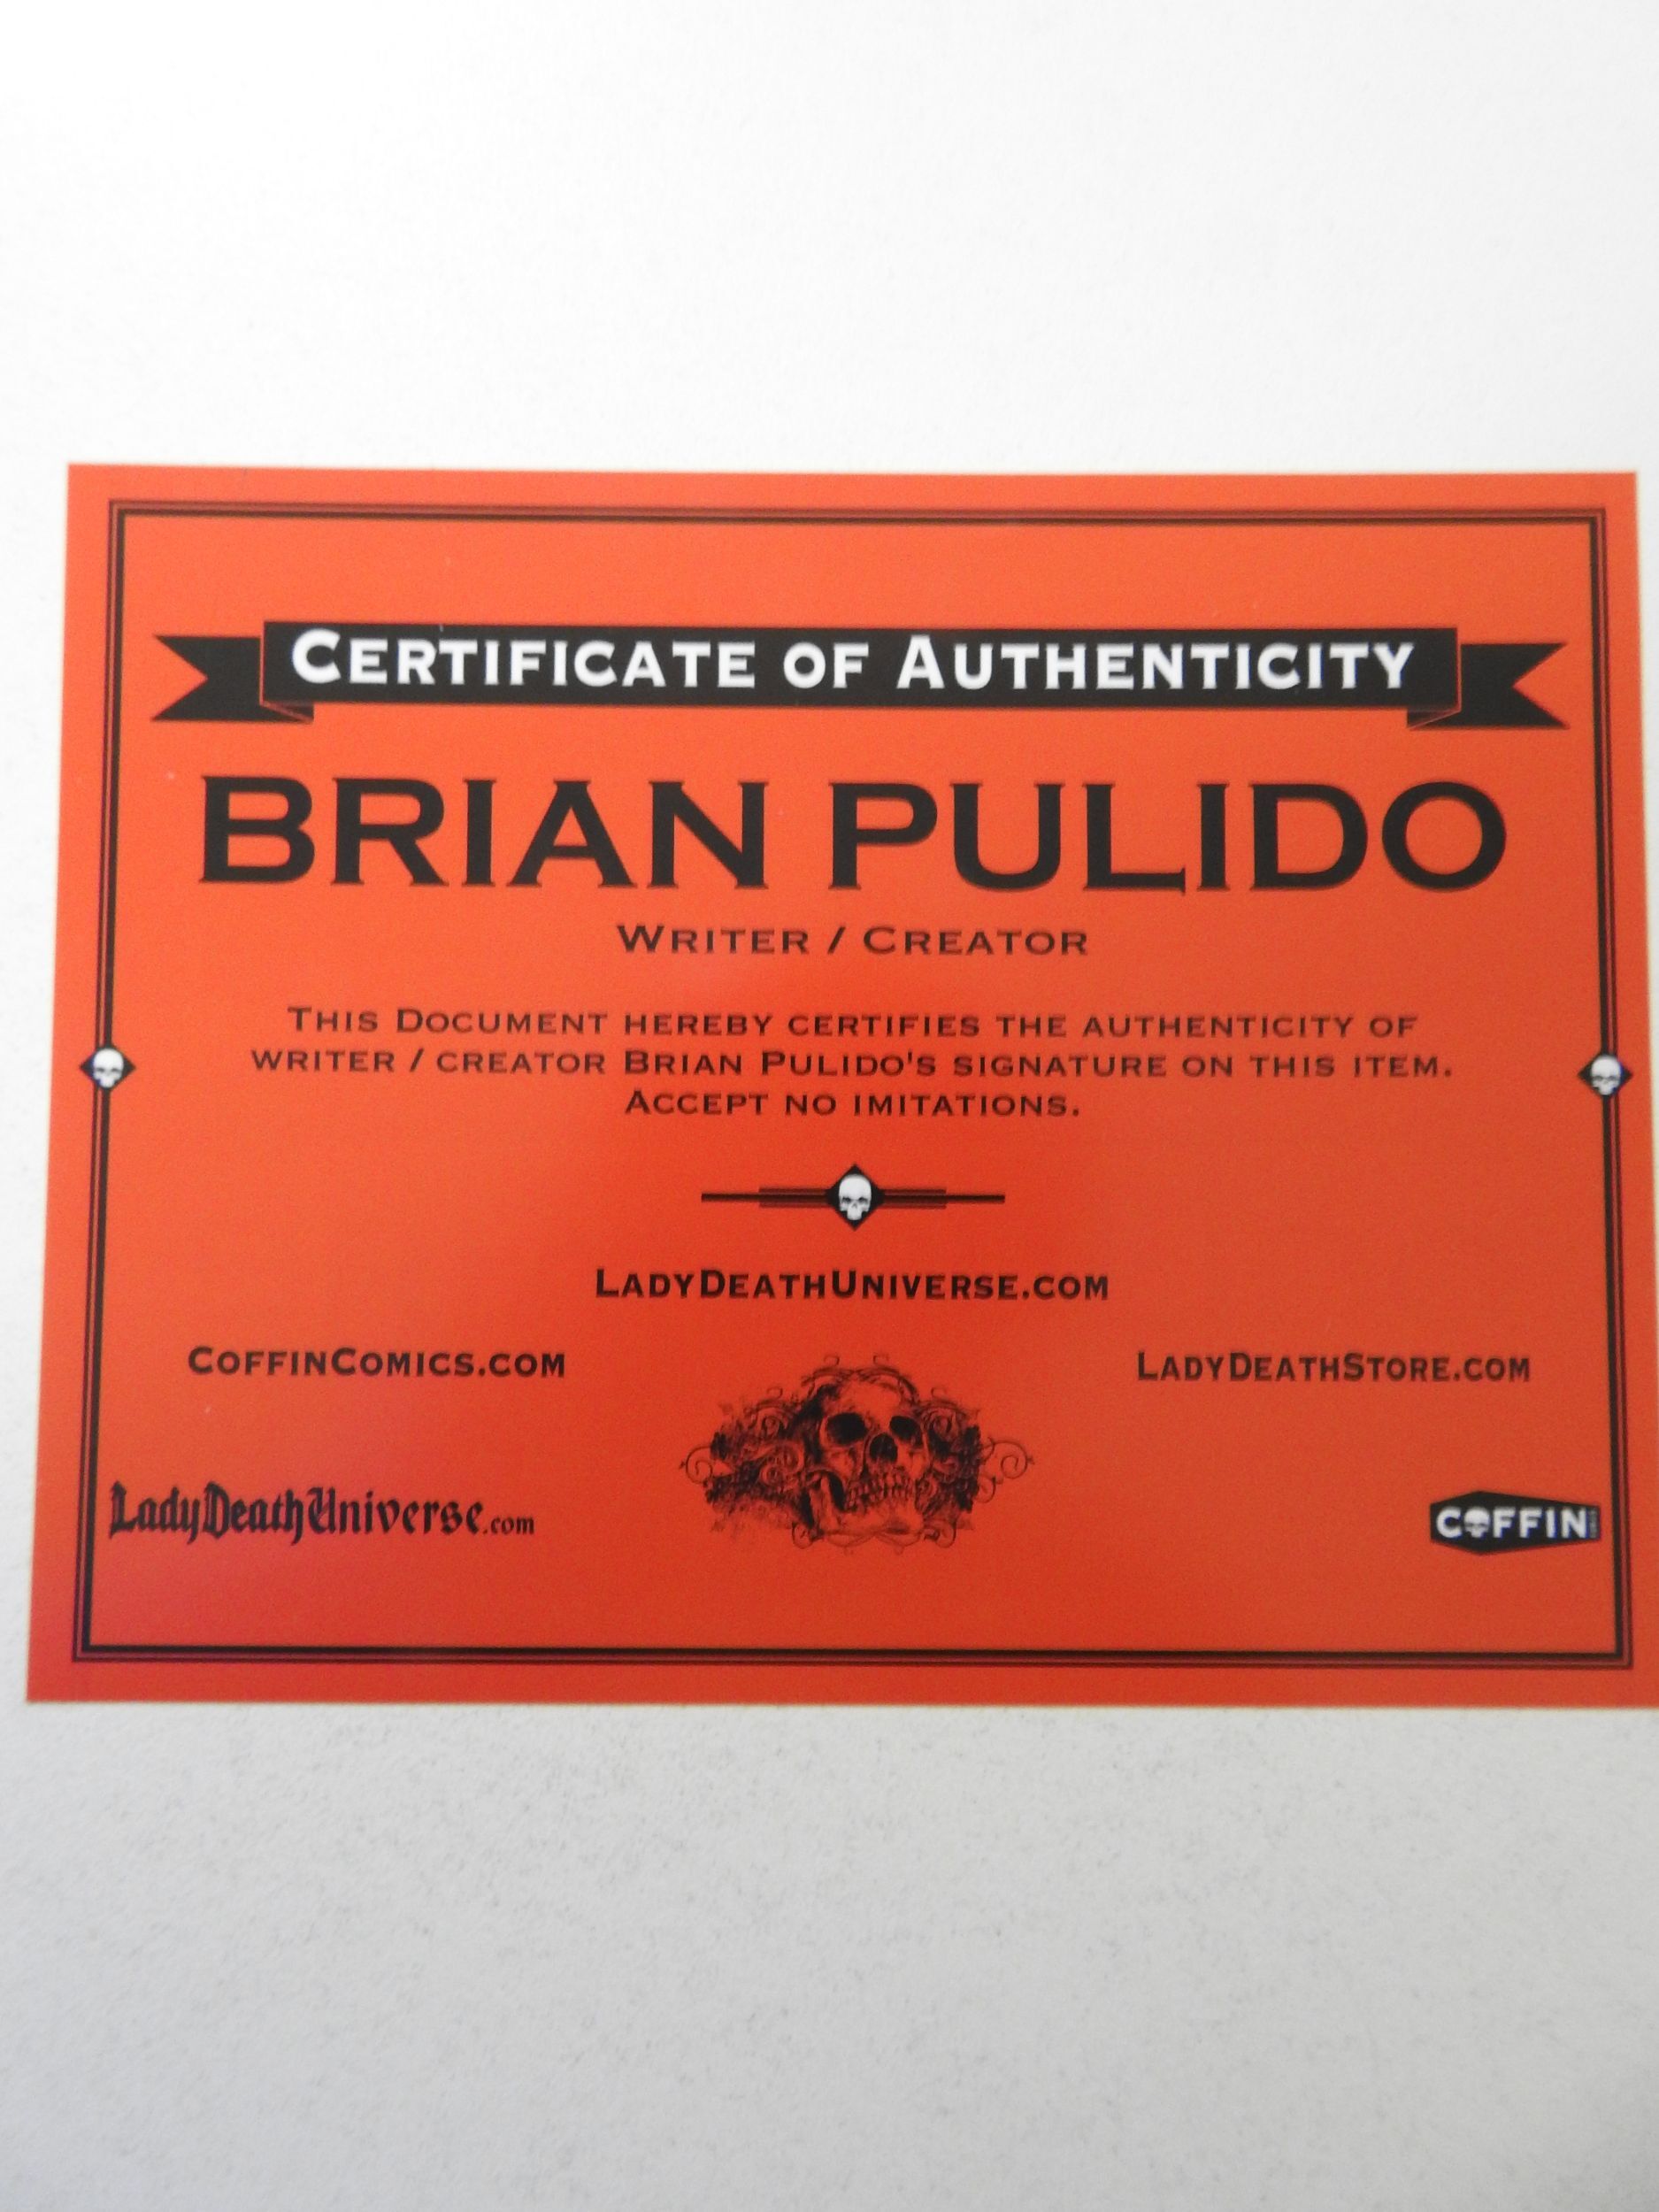 CERTIFICATE OF AUTHENTICITY
BRIAN PULIDO
WRITER / CREATOR
THIS DOCUMENT HEREBY CERTIFIES THE AUTHENTICITY OF
WRITER / CREATOR BRIAN PULIDO'S SIGNATURE ON THIS ITEM.
ACCEPT NO IMITATIONS.
LADYDEATHUNIVERSE.COM
COFFINCOMICS.COM
LADYDEATHSTORE.COM
LadyDeathUniverse.com
COFFIN